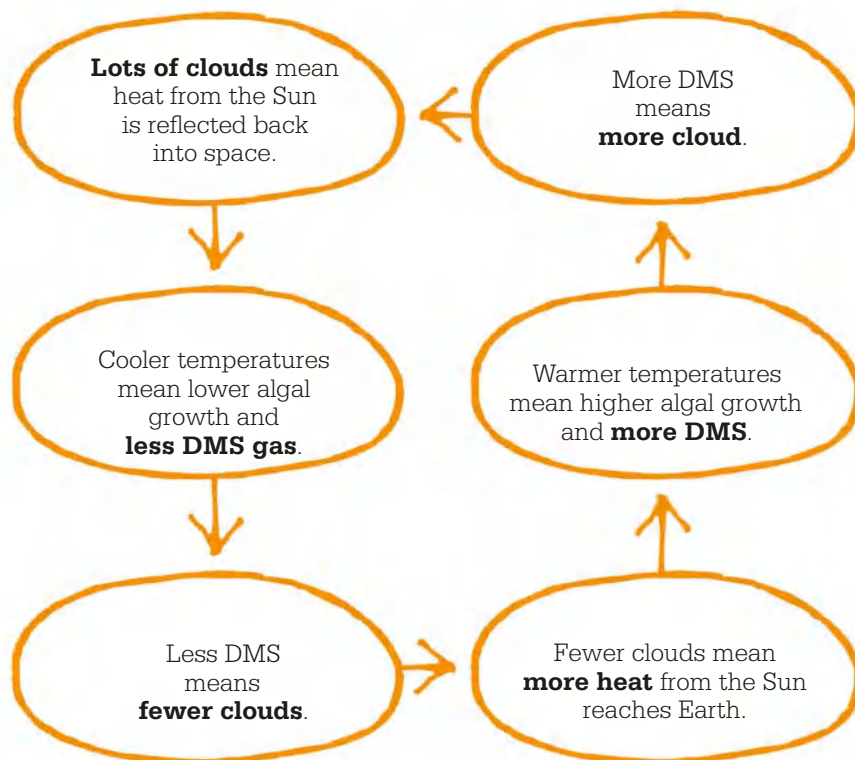 Lots of clouds mean
heat from the Sun
is reflected back
into space.
Cooler temperatures
mean lower algal
growth and
less DMS gas.
Less DMS
means
fewer clouds.
Fewer clouds mean
more heat from the Sun
reaches Earth.
Warmer temperatures
mean higher algal growth
and more DMS.
More DMS
means
more cloud.